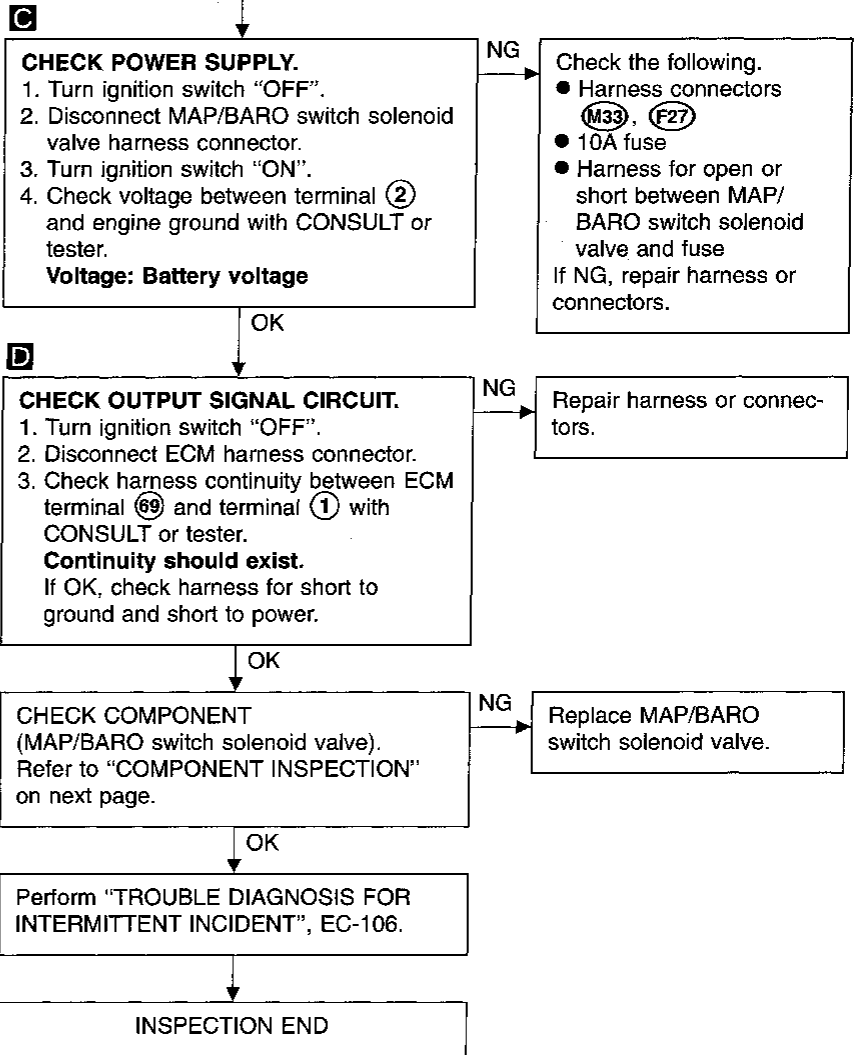 C
CHECK POWER SUPPLY.
1. Turn ignition switch “OFF”.
2. Disconnect MAP/BARO switch solenoid
valve harness connector.
3. Turn ignition switch “ON”.
4. Check voltage between terminal 2
and engine ground with CONSULT or
tester.
Voltage: Battery voltage
NG
Check the following.
● Harness connectors
M33, F27
● 10A fuse
● Harness for open or
short between MAP/
BARO switch solenoid
valve and fuse
If NG, repair harness or
connectors.
OK
D
CHECK OUTPUT SIGNAL CIRCUIT.
1. Turn ignition switch “OFF”.
2. Disconnect ECM harness connector.
3. Check harness continuity between ECM
terminal 69 and terminal 1 with
CONSULT or tester.
Continuity should exist.
If OK, check harness for short to
ground and short to power.
NG
Repair harness or connec-
tors.
OK
CHECK COMPONENT
(MAP/BARO switch solenoid valve).
Refer to “COMPONENT INSPECTION”
on next page.
NG
Replace MAP/BARO
switch solenoid valve.
OK
Perform “TROUBLE DIAGNOSIS FOR
INTERMITTENT INCIDENT”, EC-106.
INSPECTION END